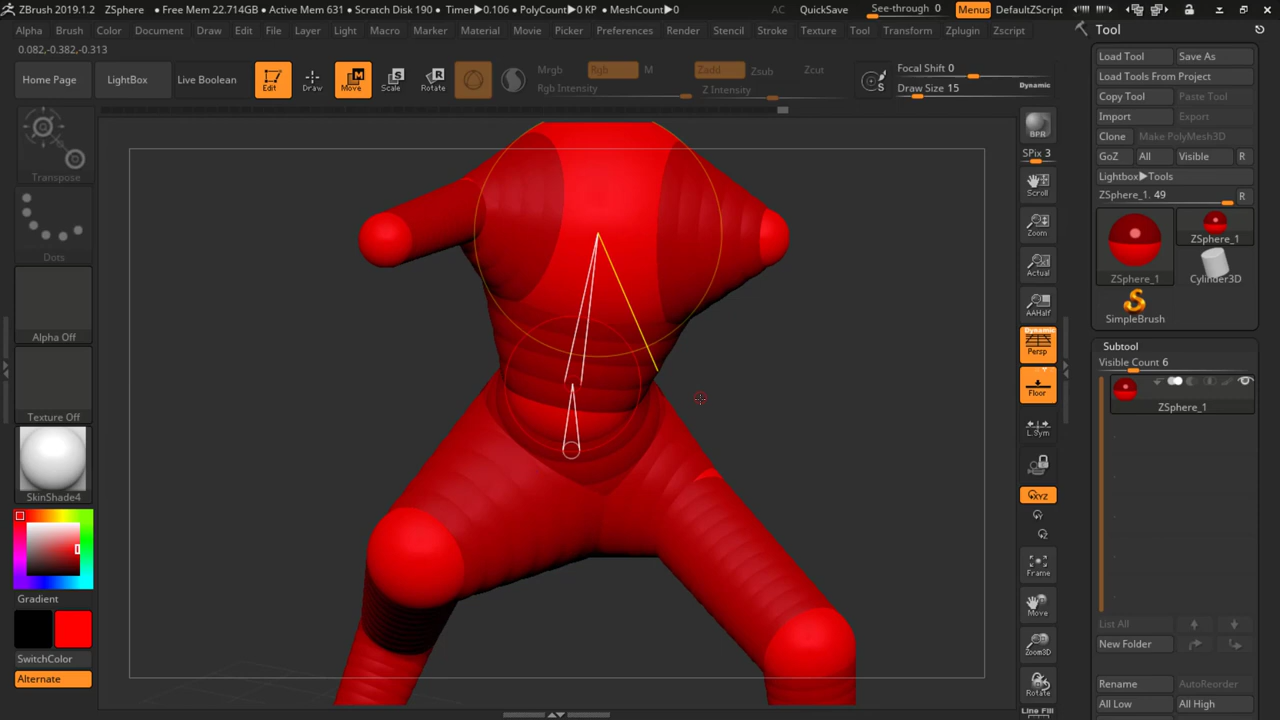 ZBrush 2019.1.2 ZSphere • Free Mem 22.714GB • Active Mem 631 • Scratch Disk 190 • Timer▶0.106 • PolyCount▶0 KP • MeshCount▶0 AC QuickSave See-through 0 Menus DefaultZScript
Alpha Brush Color Document Draw Edit File Layer Light Macro Marker Material Movie Picker Preferences Render Stencil Stroke Texture Tool Transform Zplugin Zscript
0.082,-0.382,-0.313
Home Page LightBox Live Boolean Edit Draw Move Scale Rotate
Mrgb Rgb M Zadd Zsub Zcut
Rgb Intensity Z Intensity
Focal Shift 0
Draw Size 15 Dynamic
Transpose
Dots
Alpha Off
Texture Off
SkinShade4
Gradient
SwitchColor
Alternate
BPR
SPix 3
Scroll
Zoom
Actual
AAHalf
Dynamic
Persp
Floor
L.Sym
XYZ
Y
Z
Frame
Move
Zoom3D
Rotate
Line Fill
Tool
Load Tool Save As
Load Tools From Project
Copy Tool Paste Tool
Import Export
Clone Make PolyMesh3D
GoZ All Visible R
Lightbox▶Tools
ZSphere_1. 49 R
ZSphere_1 ZSphere_1
Cylinder3D
SimpleBrush
Subtool
Visible Count 6
ZSphere_1
List All
New Folder
Rename AutoReorder
All Low All High